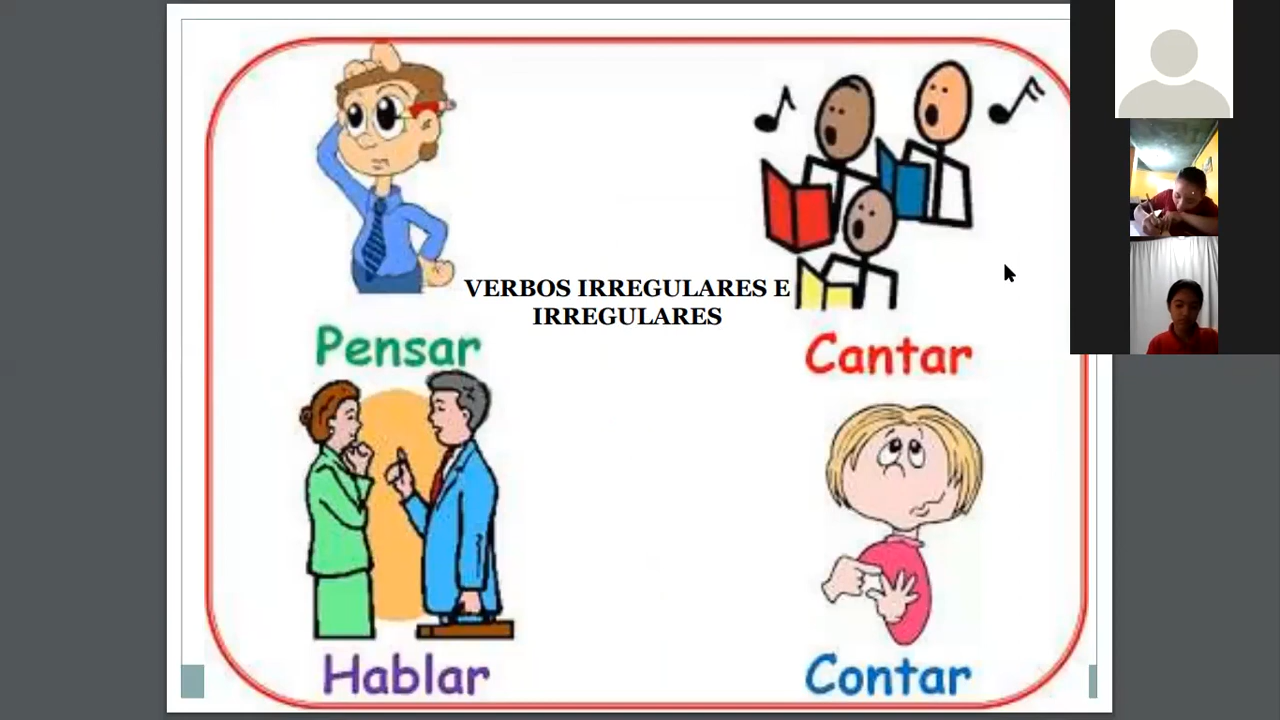 VERBOS IRREGULARES E
IRREGULARES
Pensar
Cantar
Hablar
Contar